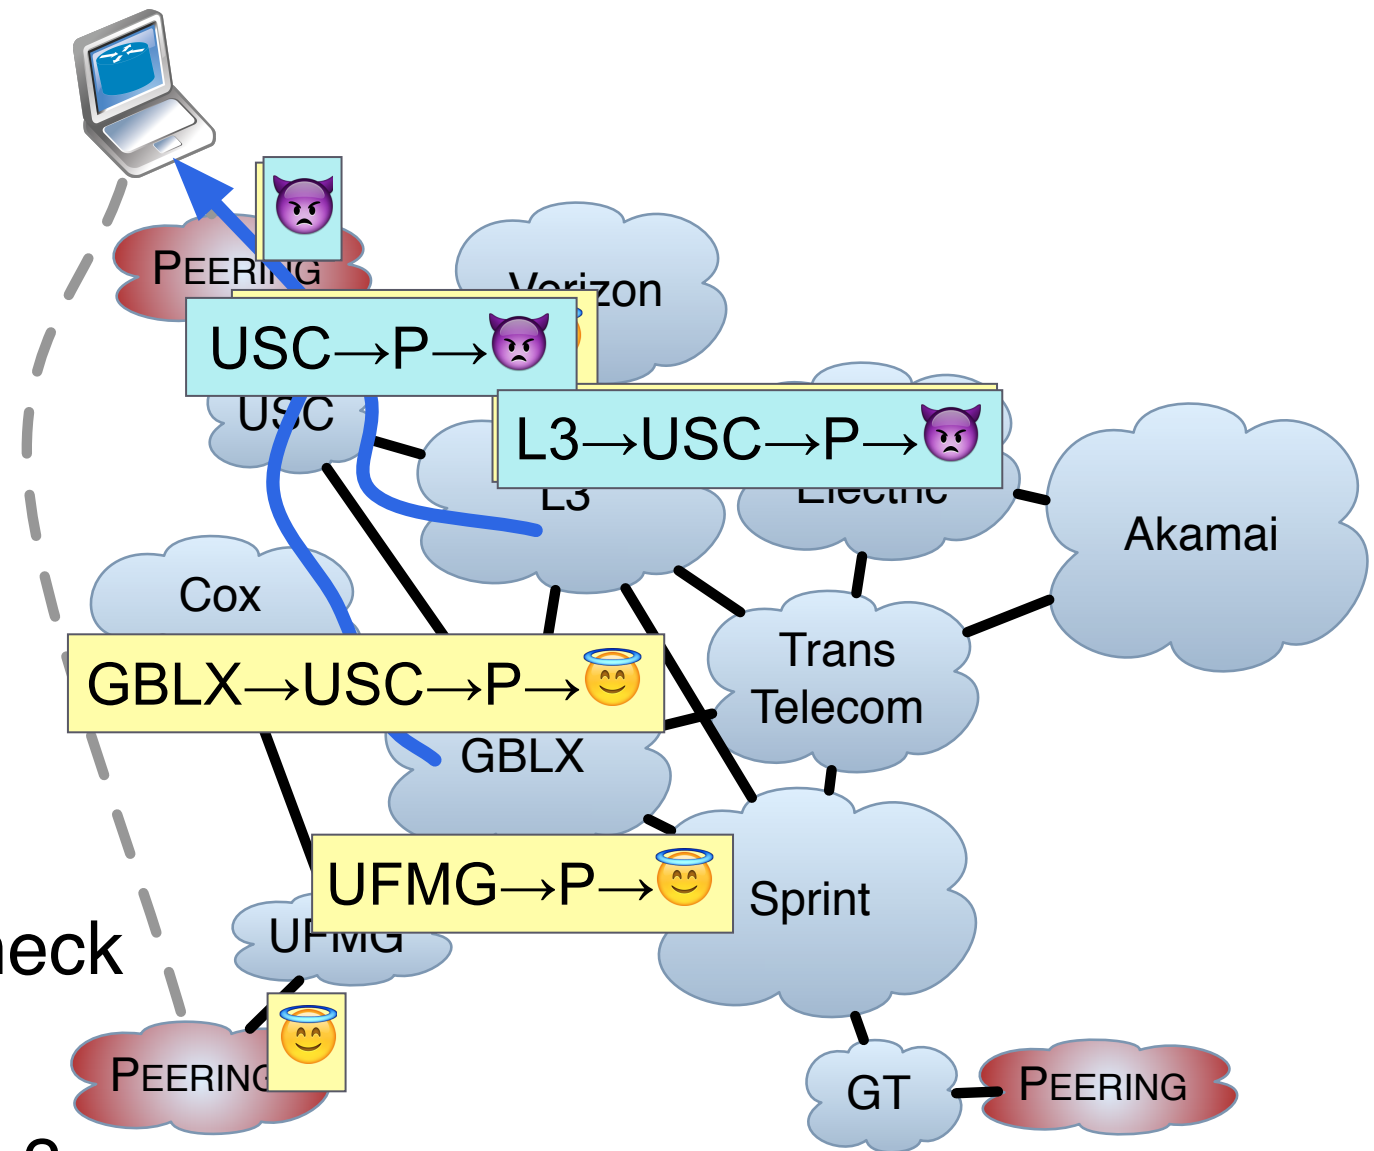 PEERING
Verizon
USC→P→😈
USC
L3→USC→P→😈
L3
Electric
Akamai
Cox
Trans
Telecom
GBLX→USC→P→😇
GBLX
UFMG→P→😇
Sprint
UFMG
PEERING
GT
PEERING